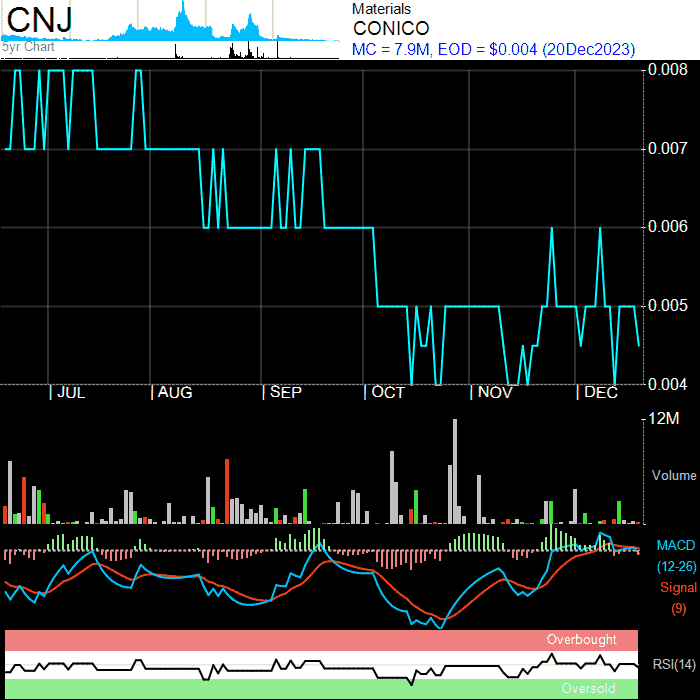 CNJ
5yr Chart
Materials
CONICO
MC = 7.9M, EOD = $0.004 (20Dec2023)
0.008
0.007
0.006
0.005
0.004
| JUL | AUG | SEP | OCT | NOV | DEC
12M
Volume
MACD
(12-26)
Signal
(9)
Overbought
RSI(14)
Oversold